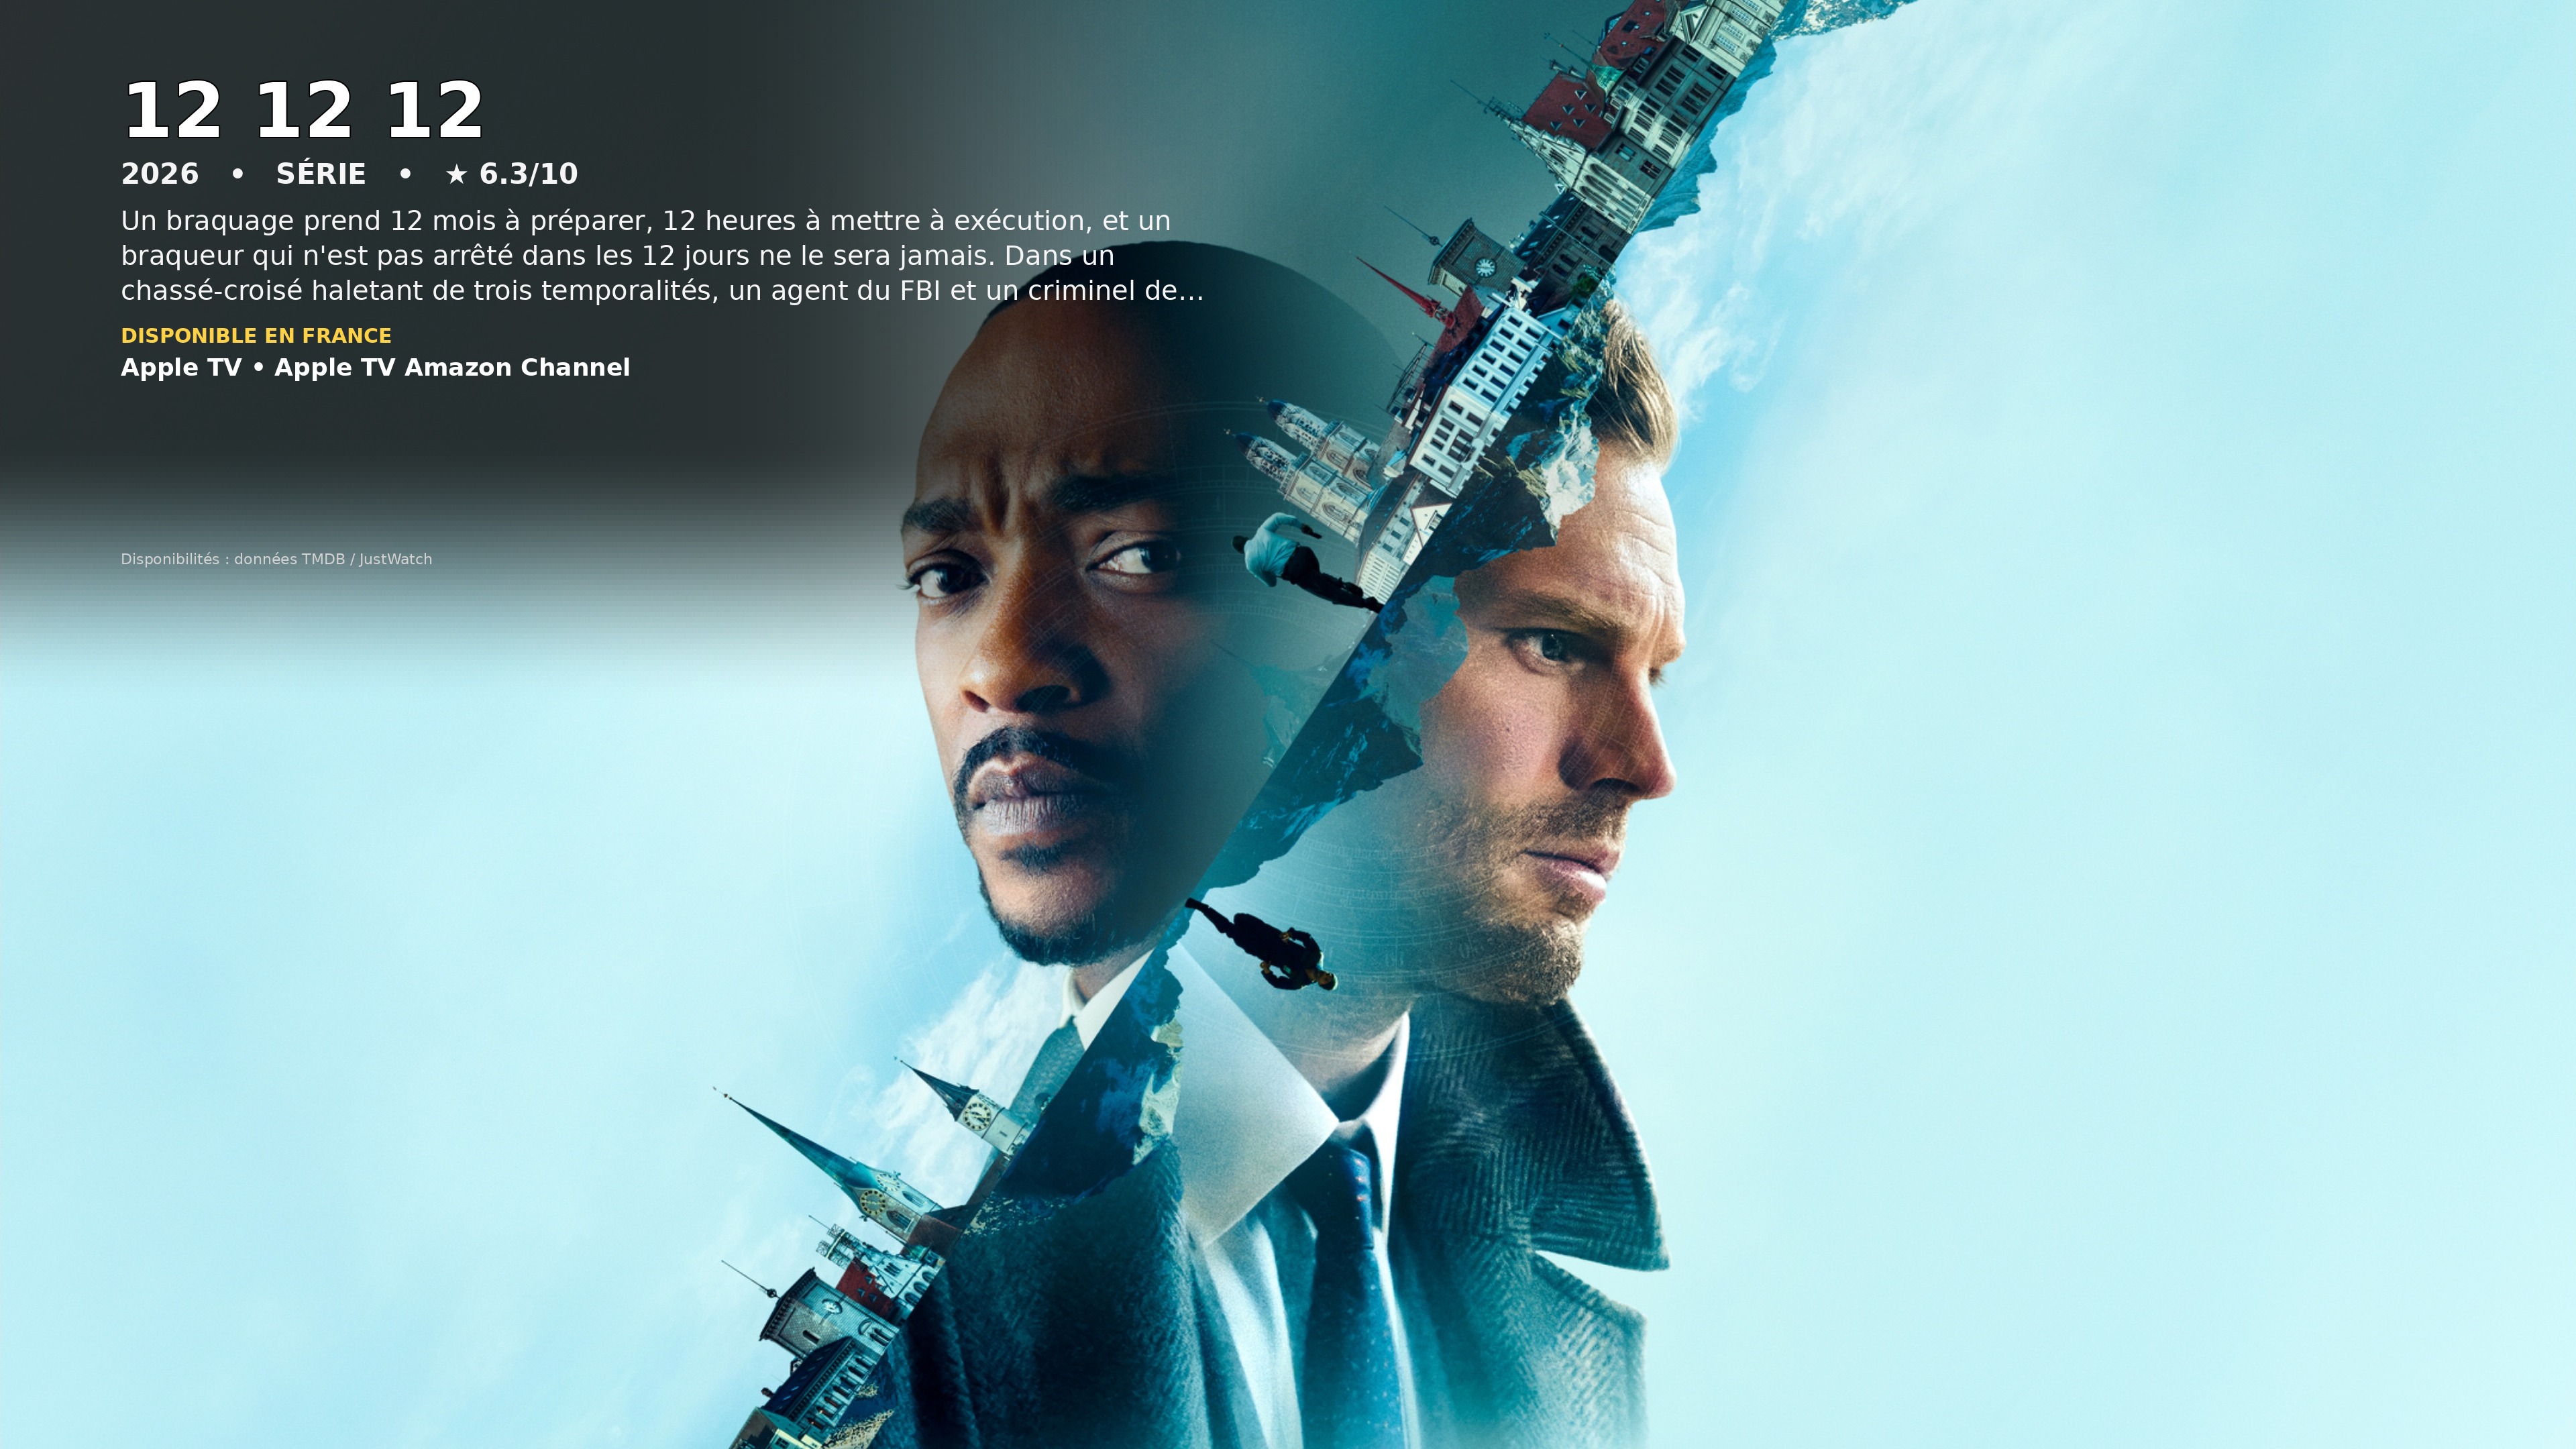 12 12 12
2026 • SÉRIE • ★ 6.3/10
Un braquage prend 12 mois à préparer, 12 heures à mettre à exécution, et un
braqueur qui n'est pas arrêté dans les 12 jours ne le sera jamais. Dans un
chassé-croisé haletant de trois temporalités, un agent du FBI et un criminel de...
DISPONIBLE EN FRANCE
Apple TV • Apple TV Amazon Channel
Disponibilités : données TMDB / JustWatch